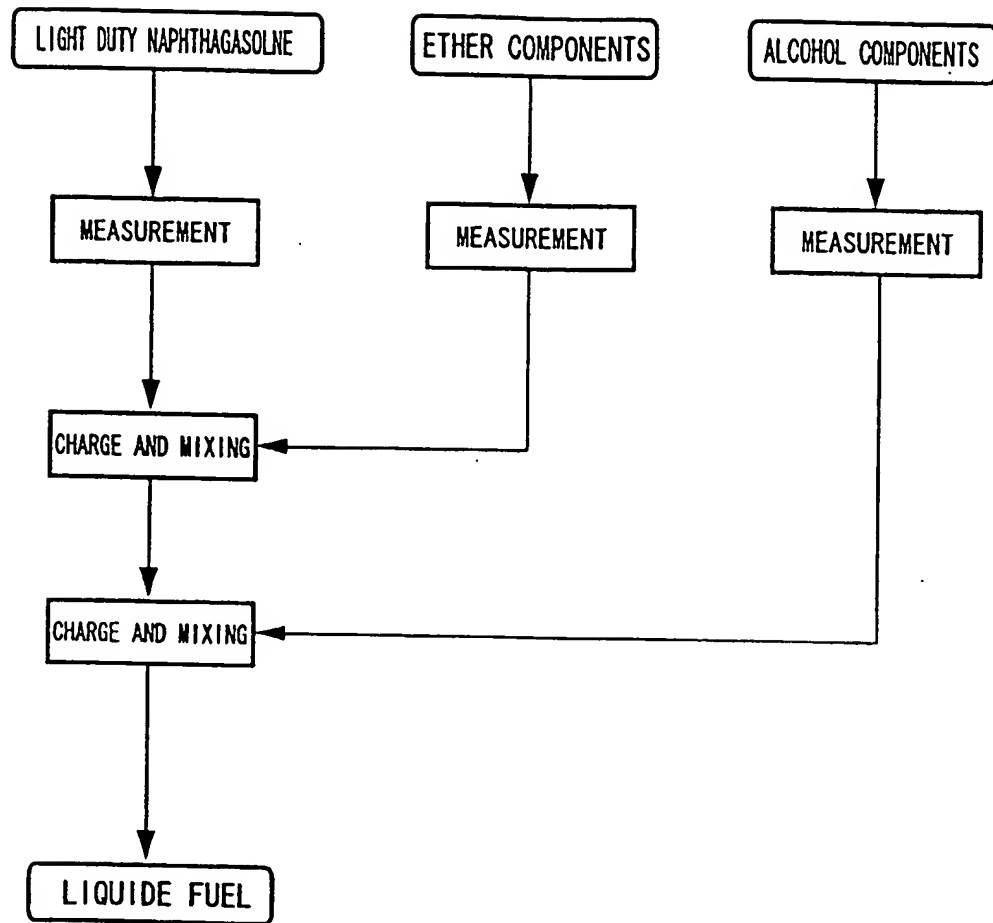 LIGHT DUTY NAPHTHAGASOLNE
ETHER COMPONENTS
ALCOHOL COMPONENTS
MEASUREMENT
MEASUREMENT
MEASUREMENT
CHARGE AND MIXING
CHARGE AND MIXING
LIQUIDE FUEL